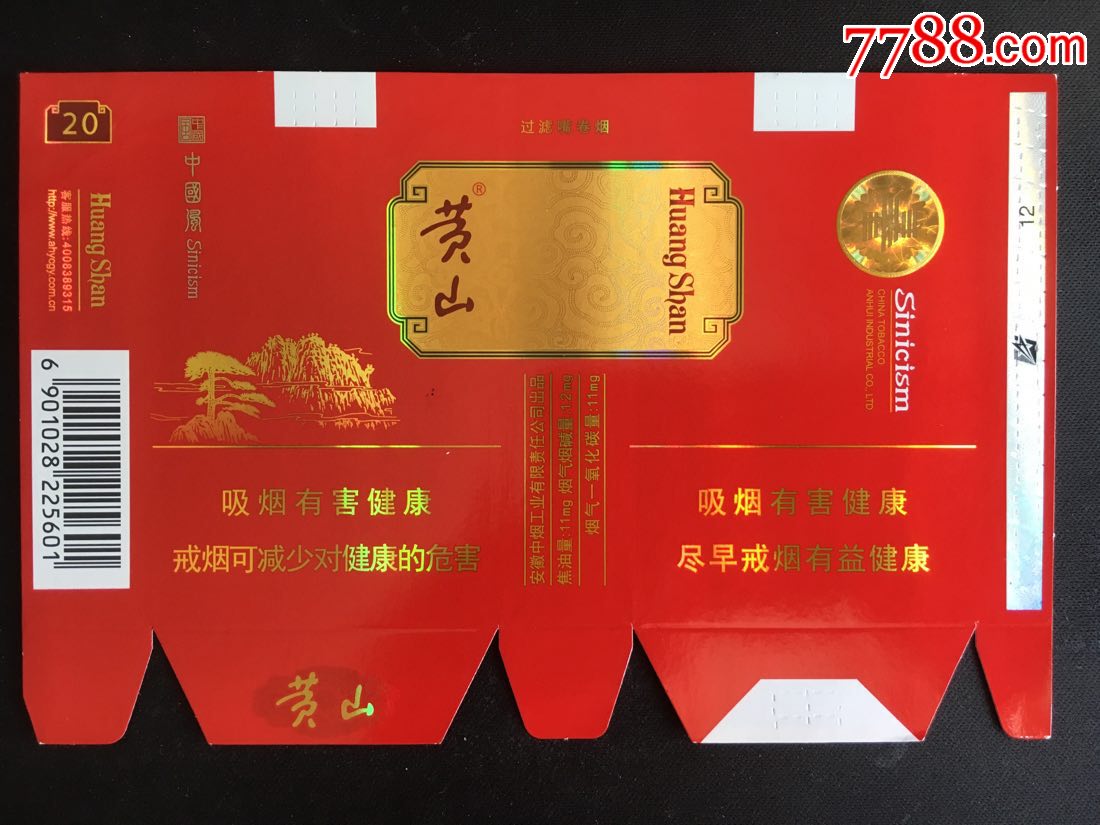 7788.com
20
Huang Shan
客服热线:4008389315
http://www.ahycgy.com.cn
6 901028 225601
中國風 Sinicism
吸烟有害健康
戒烟可减少对健康的危害
黄山
过滤嘴卷烟
黄山®
Huang Shan
安徽中烟工业有限责任公司出品
焦油量:11mg 烟气烟碱量:1.2mg
烟气一氧化碳量:11mg
Sinicism
CHINA TOBACCO
ANHUI INDUSTRIAL CO., LTD.
吸烟有害健康
尽早戒烟有益健康
12